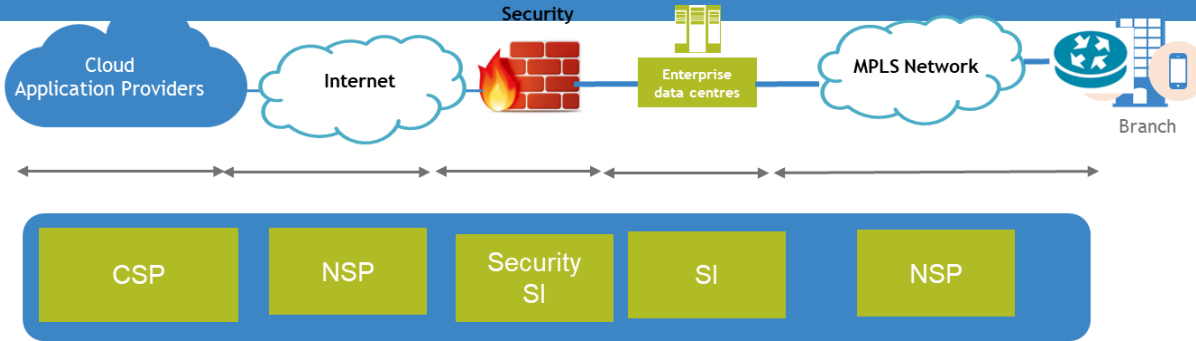 Security
Cloud
Application Providers
Internet
Enterprise
data centres
MPLS Network
Branch
CSP
NSP
Security
SI
SI
NSP